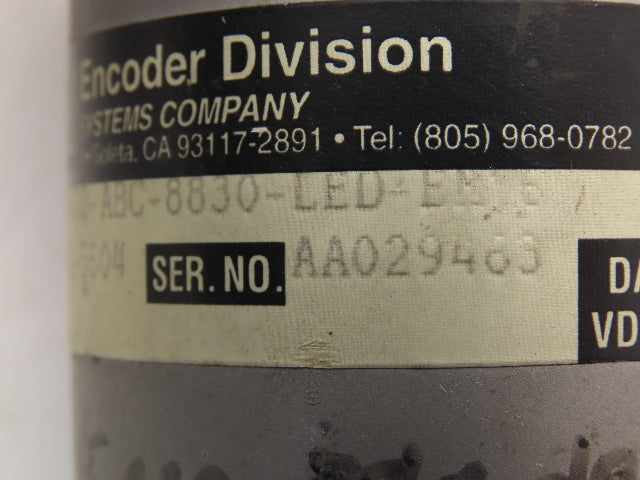 Encoder Division
SYSTEMS COMPANY
Goleta, CA 93117-2891 • Tel: (805) 968-0782
ABC-8830-LED-
SER. NO. AA029463
VD